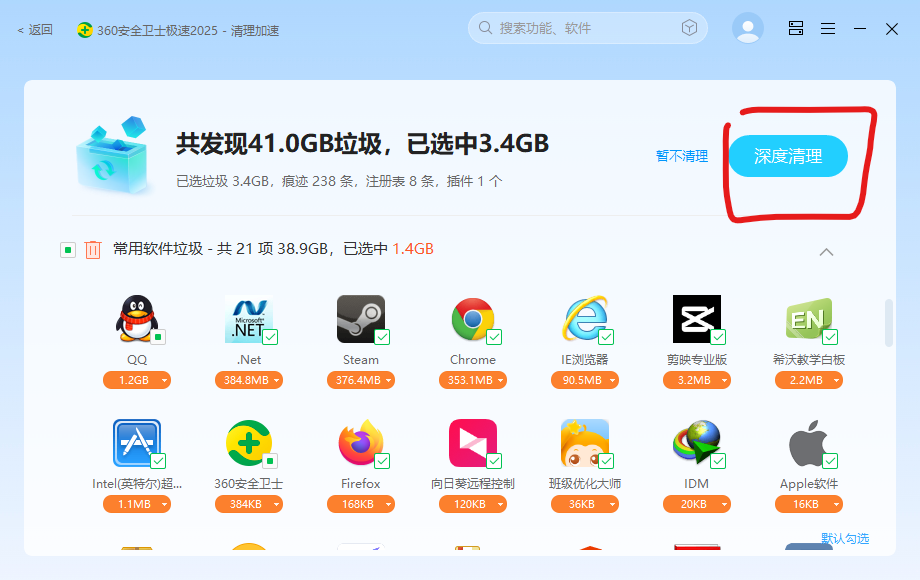 < 返回
360安全卫士极速2025 - 清理加速
搜索功能、软件
共发现41.0GB垃圾，已选中3.4GB
已选垃圾 3.4GB，痕迹 238 条，注册表 8 条，插件 1 个
暂不清理
深度清理
常用软件垃圾 - 共 21 项 38.9GB，已选中 1.4GB
Microsoft®
.NET
EN
QQ
.Net
Steam
Chrome
IE浏览器
剪映专业版
希沃教学白板
1.2GB
384.8MB
376.4MB
353.1MB
90.5MB
3.2MB
2.2MB
Intel(英特尔)超...
360安全卫士
Firefox
向日葵远程控制
班级优化大师
IDM
Apple软件
1.1MB
384KB
168KB
120KB
36KB
20KB
16KB
默认勾选